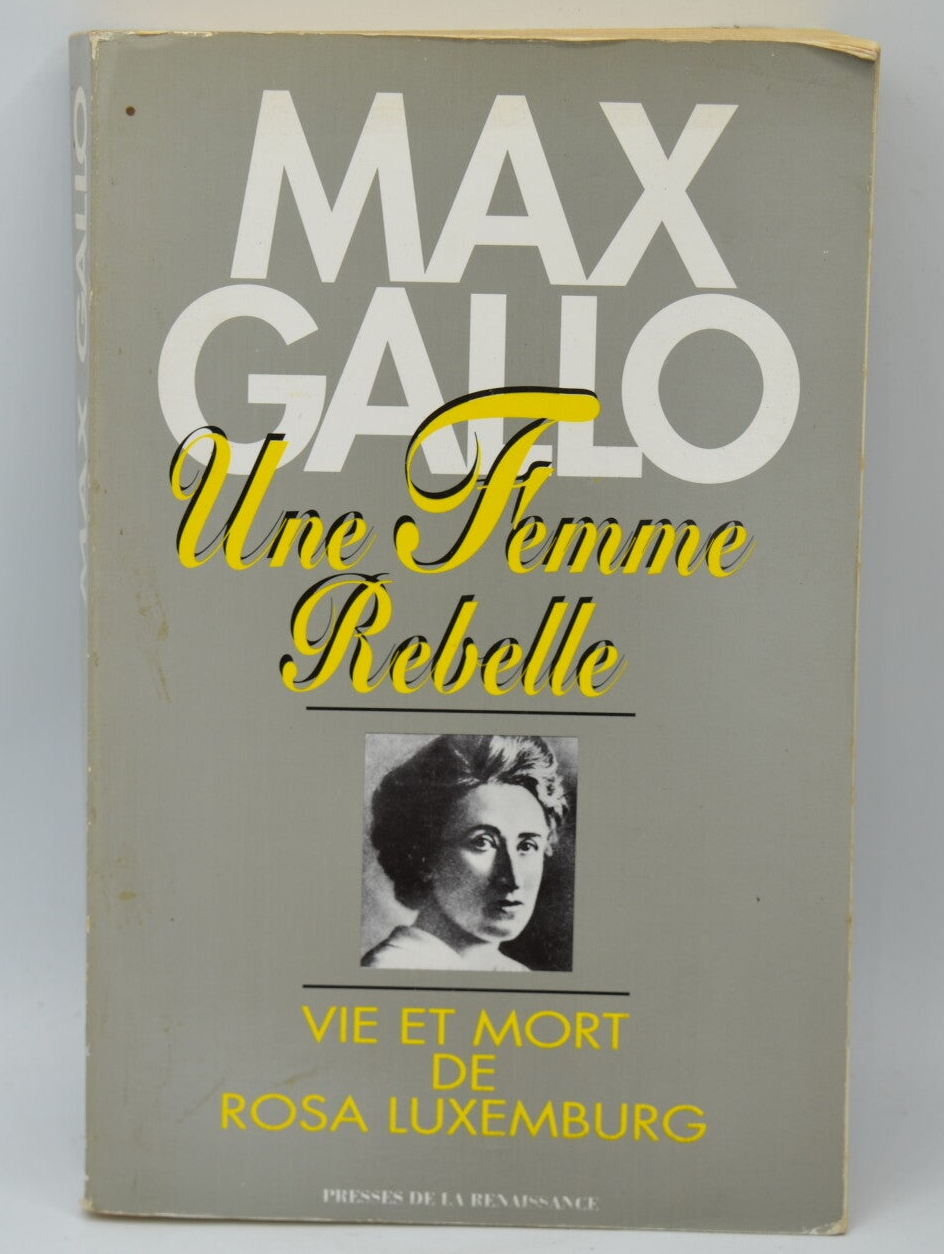 MAX
GALLO
Une Femme
Rebelle
VIE ET MORT
DE
ROSA LUXEMBURG
PRESSES DE LA RENAISSANCE
MAX GALLO